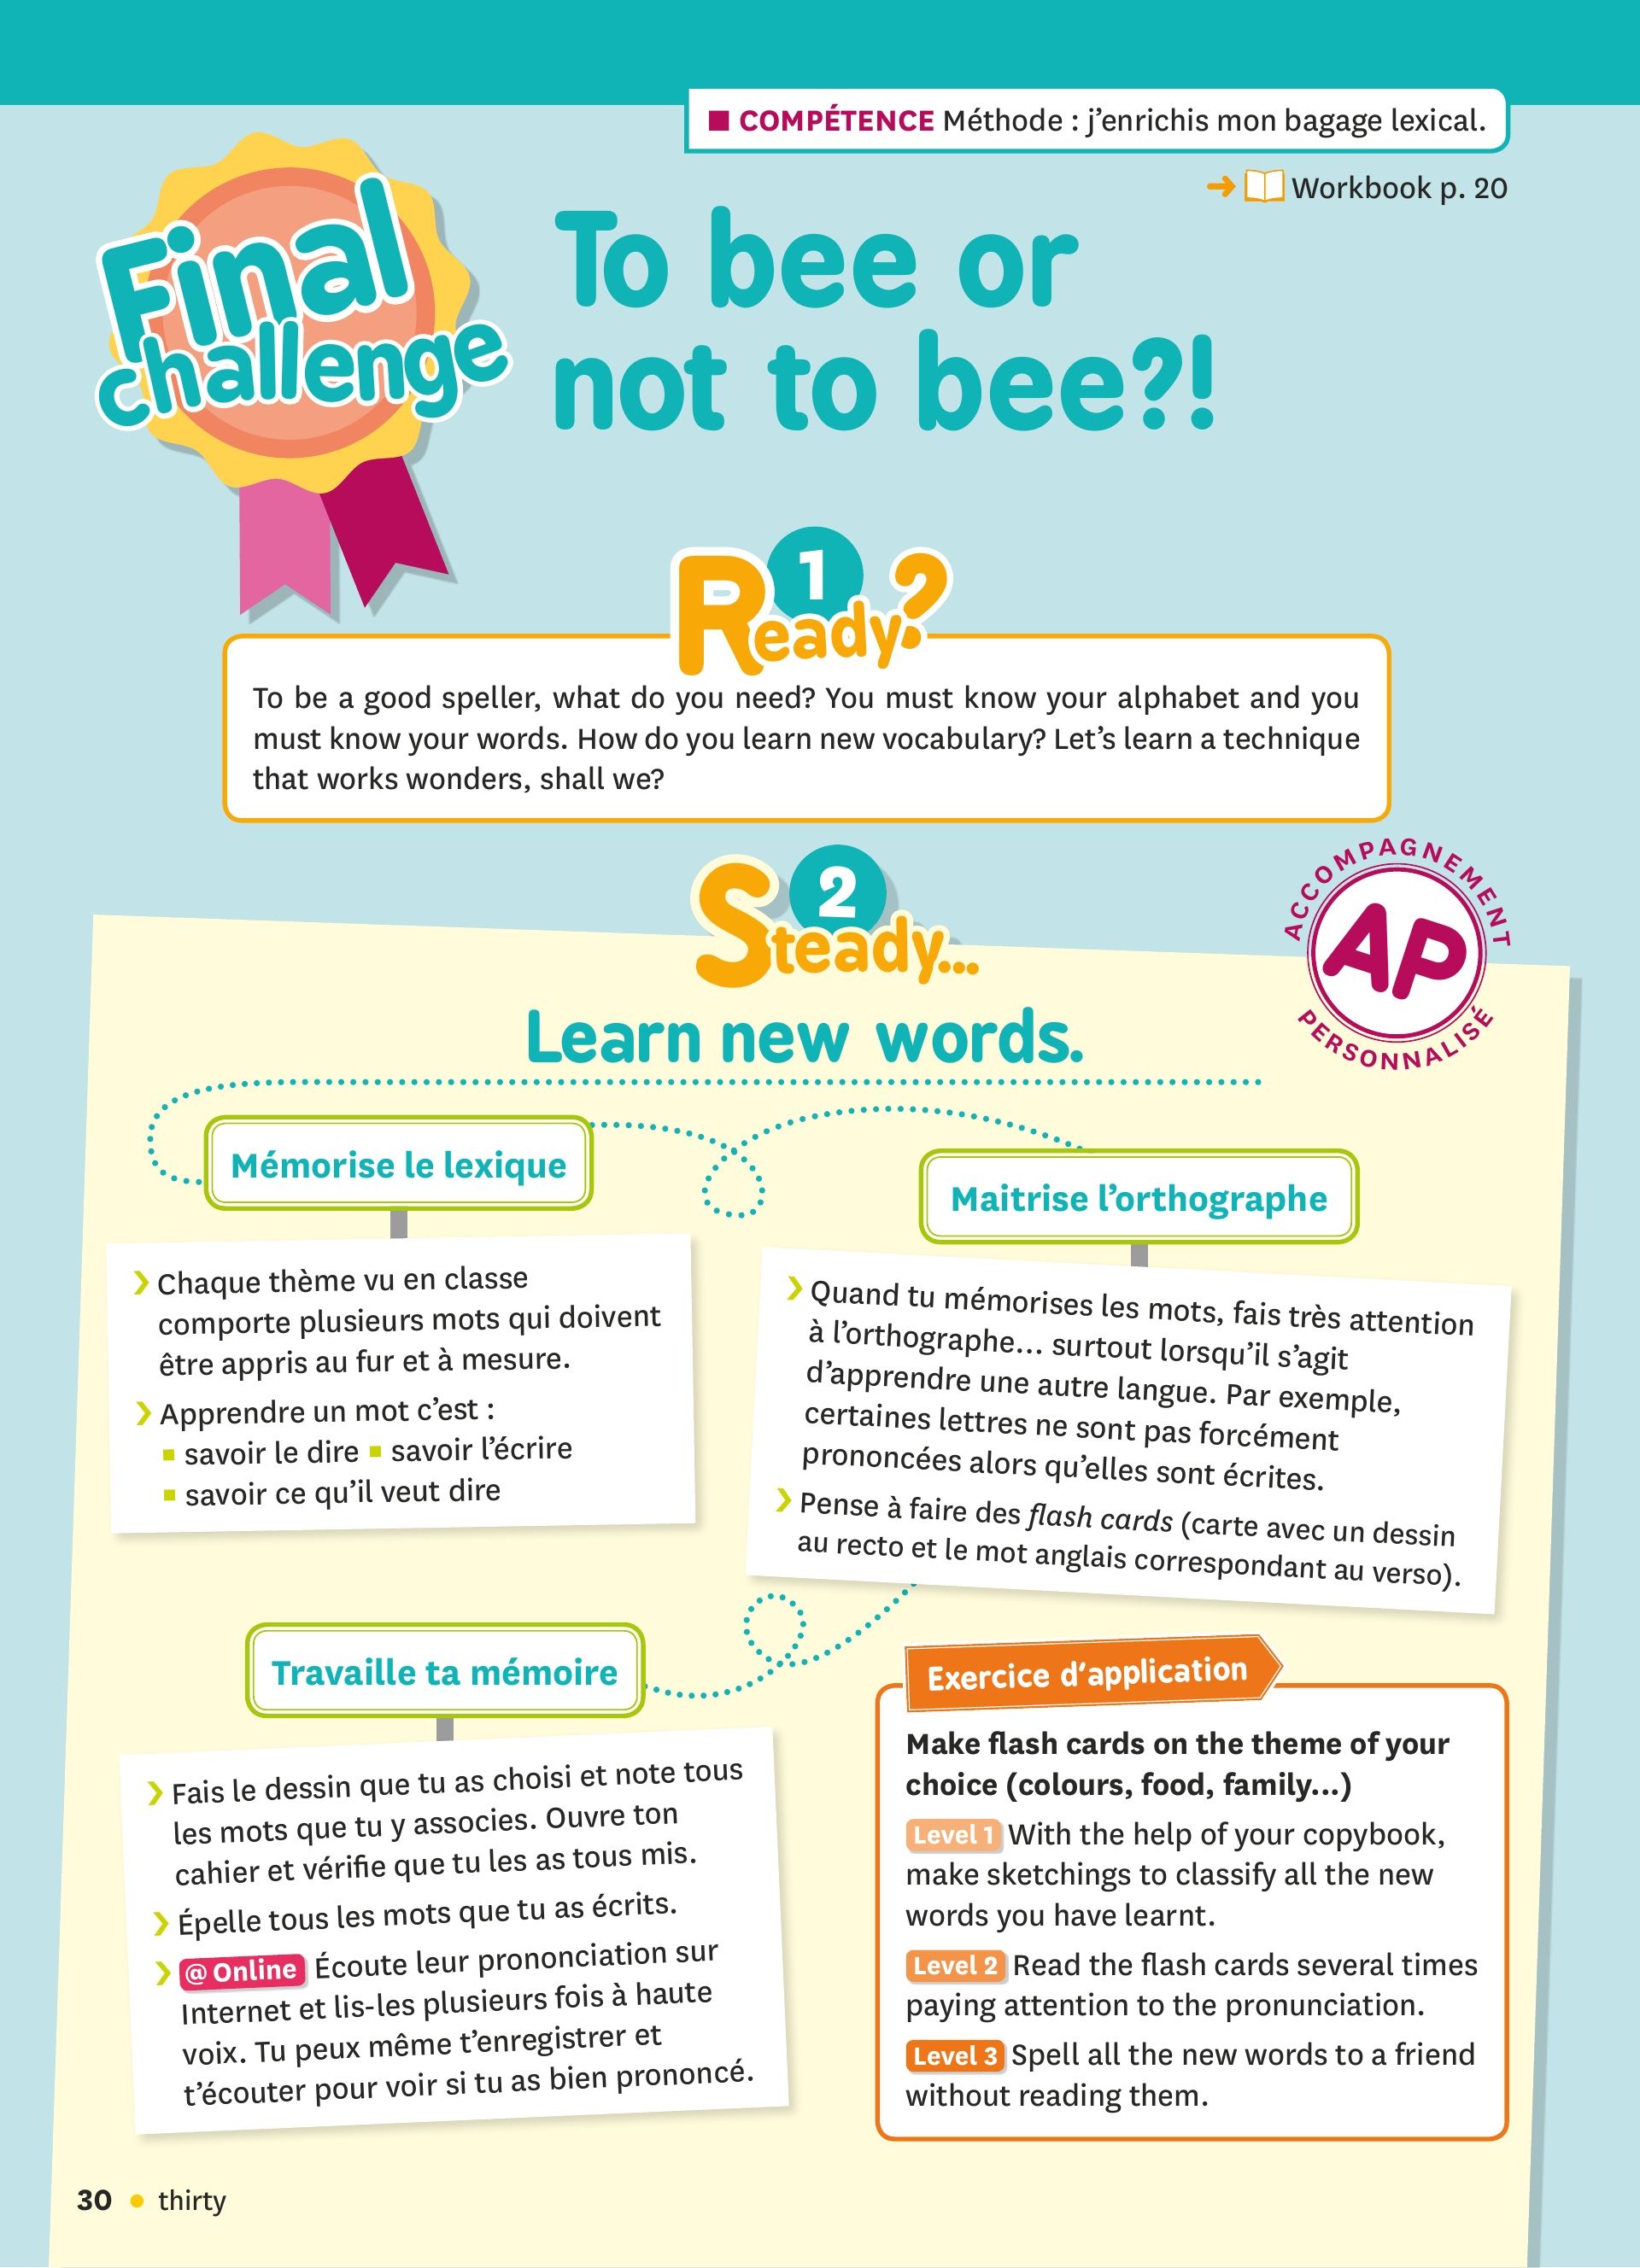 ■ COMPÉTENCE Méthode : j'enrichis mon bagage lexical.
➜ Workbook p. 20
Final
challenge
To bee or
not to bee?!
1
Ready?
To be a good speller, what do you need? You must know your alphabet and you
must know your words. How do you learn new vocabulary? Let's learn a technique
that works wonders, shall we?
2
Steady...
ACCOMPAGNEMENT
AP
PERSONNALISÉ
Learn new words.
Mémorise le lexique
❯ Chaque thème vu en classe
comporte plusieurs mots qui doivent
être appris au fur et à mesure.
❯ Apprendre un mot c'est :
▪ savoir le dire ▪ savoir l'écrire
▪ savoir ce qu'il veut dire
Maitrise l'orthographe
❯ Quand tu mémorises les mots, fais très attention
à l'orthographe... surtout lorsqu'il s'agit
d'apprendre une autre langue. Par exemple,
certaines lettres ne sont pas forcément
prononcées alors qu'elles sont écrites.
❯ Pense à faire des flash cards (carte avec un dessin
au recto et le mot anglais correspondant au verso).
Travaille ta mémoire
❯ Fais le dessin que tu as choisi et note tous
les mots que tu y associes. Ouvre ton
cahier et vérifie que tu les as tous mis.
❯ Épelle tous les mots que tu as écrits.
❯ @ Online Écoute leur prononciation sur
Internet et lis-les plusieurs fois à haute
voix. Tu peux même t'enregistrer et
t'écouter pour voir si tu as bien prononcé.
Exercice d'application
Make flash cards on the theme of your
choice (colours, food, family...)
Level 1 With the help of your copybook,
make sketchings to classify all the new
words you have learnt.
Level 2 Read the flash cards several times
paying attention to the pronunciation.
Level 3 Spell all the new words to a friend
without reading them.
30 • thirty